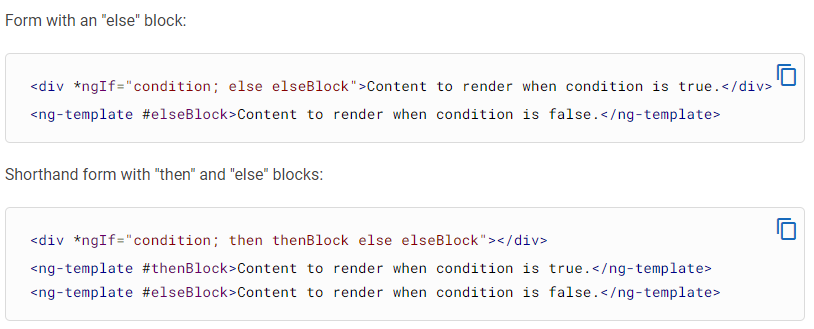 Form with an "else" block:
<div *ngIf="condition; else elseBlock">Content to render when condition is true.</div>
<ng-template #elseBlock>Content to render when condition is false.</ng-template>
Shorthand form with "then" and "else" blocks:
<div *ngIf="condition; then thenBlock else elseBlock"></div>
<ng-template #thenBlock>Content to render when condition is true.</ng-template>
<ng-template #elseBlock>Content to render when condition is false.</ng-template>